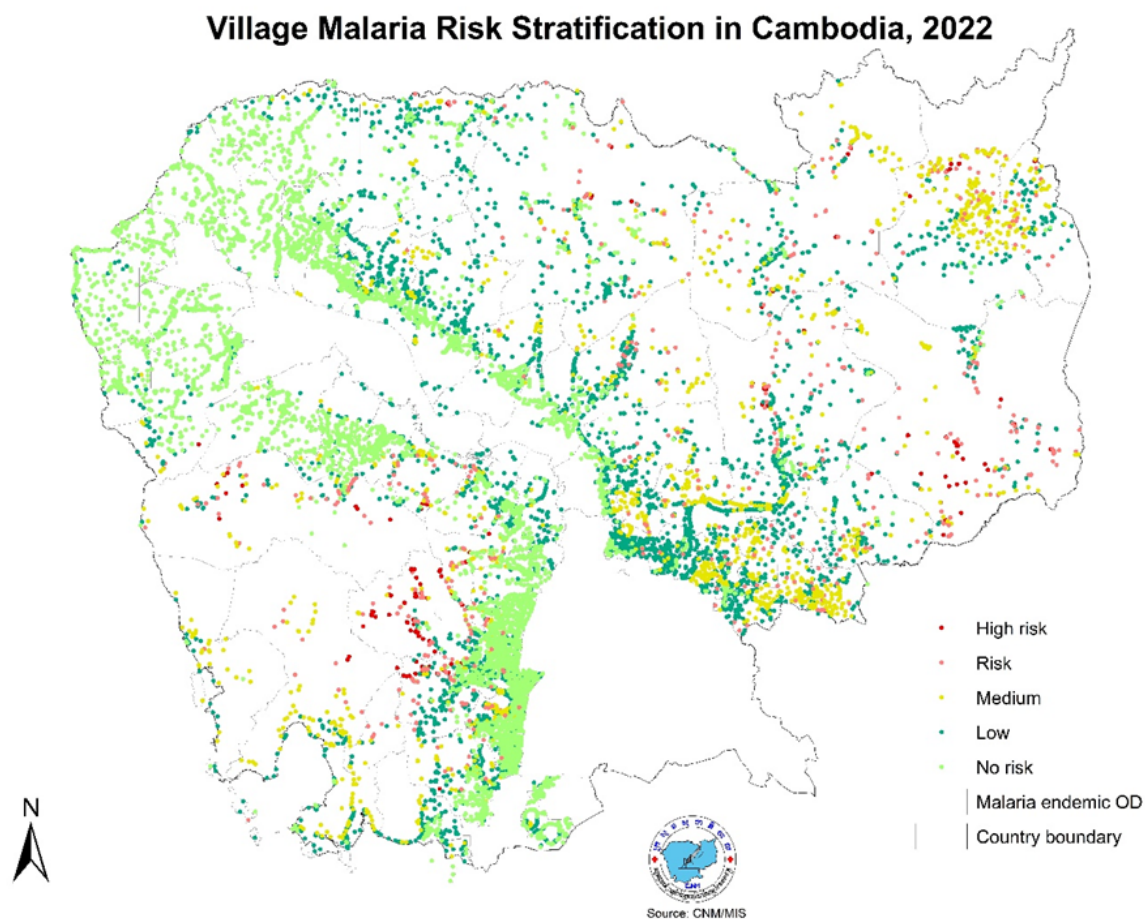 Village Malaria Risk Stratification in Cambodia, 2022
High risk
Risk
Medium
Low
No risk
Malaria endemic OD
Country boundary
N
CNM
Source: CNM/MIS